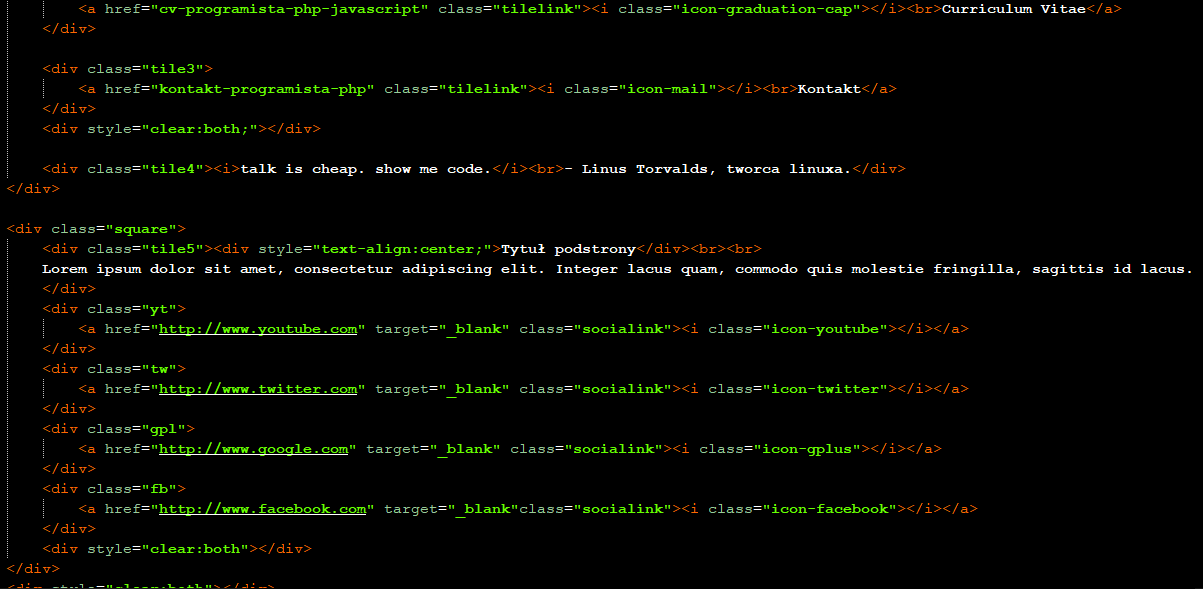 <a href="cv-programista-php-javascript" class="tilelink"><i class="icon-graduation-cap"></i><br>Curriculum Vitae</a>
</div>
<div class="tile3">
<a href="kontakt-programista-php" class="tilelink"><i class="icon-mail"></i><br>Kontakt</a>
</div>
<div style="clear:both;"></div>
<div class="tile4"><i>talk is cheap. show me code.</i><br>- Linus Torvalds, tworca linuxa.</div>
</div>
<div class="square">
<div class="tile5"><div style="text-align:center;">Tytuł podstrony</div><br><br>
Lorem ipsum dolor sit amet, consectetur adipiscing elit. Integer lacus quam, commodo quis molestie fringilla, sagittis id lacus.
</div>
<div class="yt">
<a href="http://www.youtube.com" target="_blank" class="socialink"><i class="icon-youtube"></i></a>
</div>
<div class="tw">
<a href="http://www.twitter.com" target="_blank" class="socialink"><i class="icon-twitter"></i></a>
</div>
<div class="gpl">
<a href="http://www.google.com" target="_blank" class="socialink"><i class="icon-gplus"></i></a>
</div>
<div class="fb">
<a href="http://www.facebook.com" target="_blank"class="socialink"><i class="icon-facebook"></i></a>
</div>
<div style="clear:both"></div>
</div>
<div style="clear:both"></div>